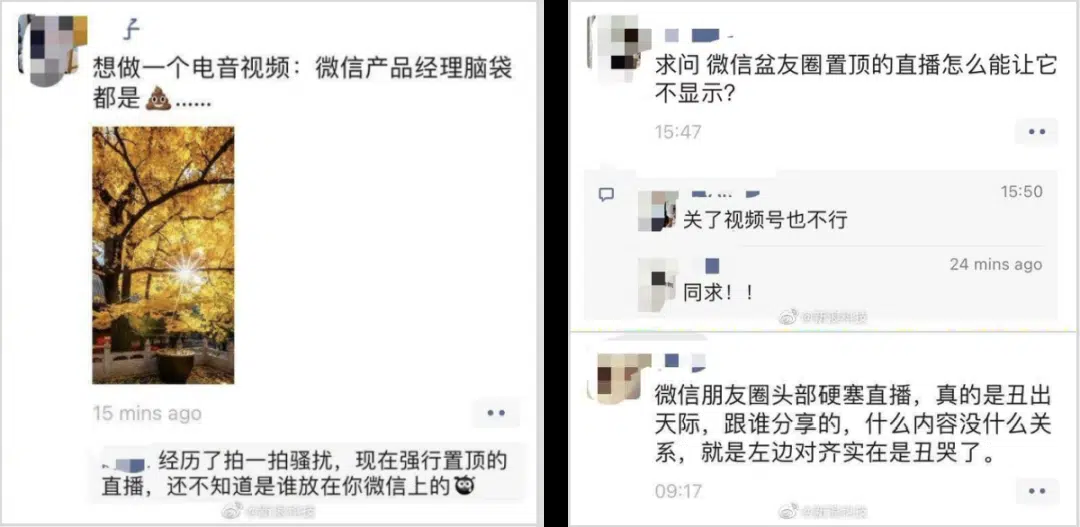 子
想做一个电音视频：微信产品经理脑袋
都是💩……
15 mins ago
经历了拍一拍骚扰，现在强行置顶的
直播，还不知道是谁放在你微信上的
求问 微信盆友圈置顶的直播怎么能让它
不显示？
15:47
15:50
关了视频号也不行
24 mins ago
同求！！
微信朋友圈头部硬塞直播，真的是丑出
天际，跟谁分享的，什么内容没什么关
系，就是左边对齐实在是丑哭了。
09:17